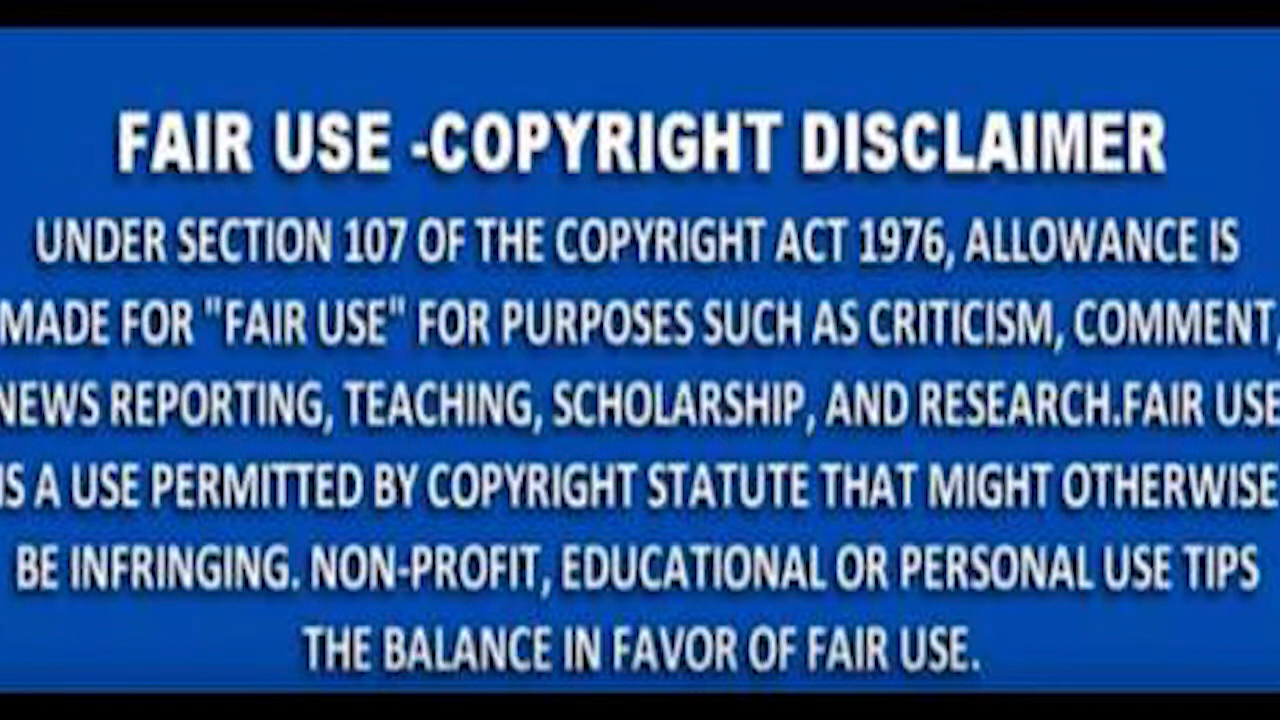 FAIR USE -COPYRIGHT DISCLAIMER
UNDER SECTION 107 OF THE COPYRIGHT ACT 1976, ALLOWANCE IS
MADE FOR "FAIR USE" FOR PURPOSES SUCH AS CRITICISM, COMMENT,
NEWS REPORTING, TEACHING, SCHOLARSHIP, AND RESEARCH.FAIR USE
IS A USE PERMITTED BY COPYRIGHT STATUTE THAT MIGHT OTHERWISE
BE INFRINGING. NON-PROFIT, EDUCATIONAL OR PERSONAL USE TIPS
THE BALANCE IN FAVOR OF FAIR USE.